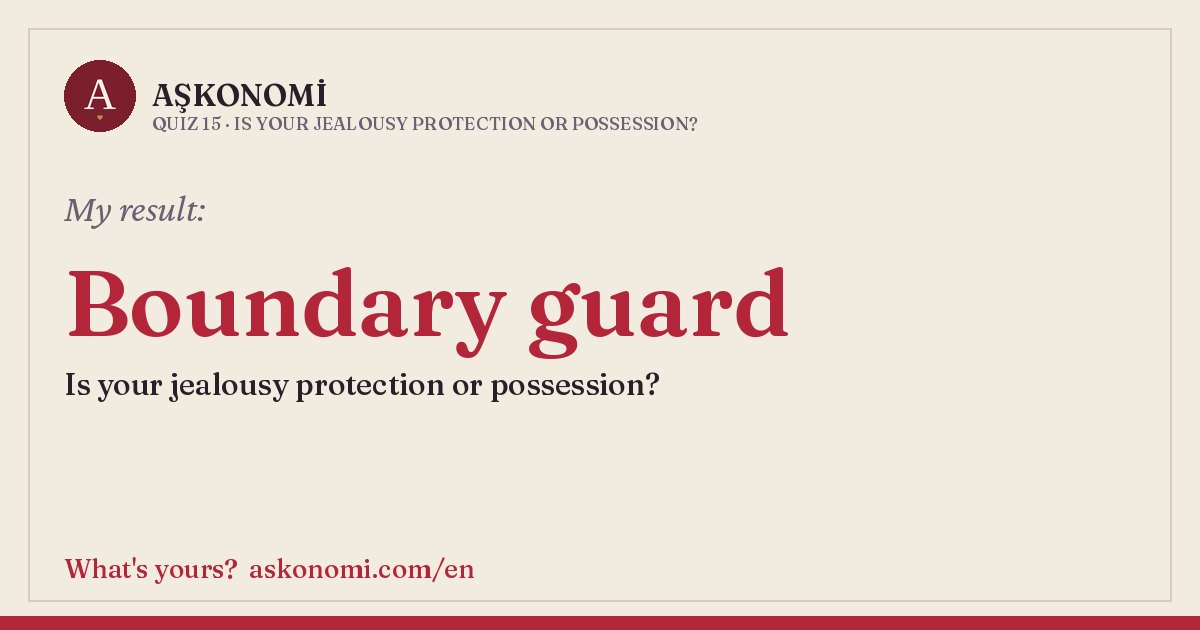 A
AŞKONOMİ
QUIZ 15 · IS YOUR JEALOUSY PROTECTION OR POSSESSION?
My result:
Boundary guard
Is your jealousy protection or possession?
What's yours? askonomi.com/en